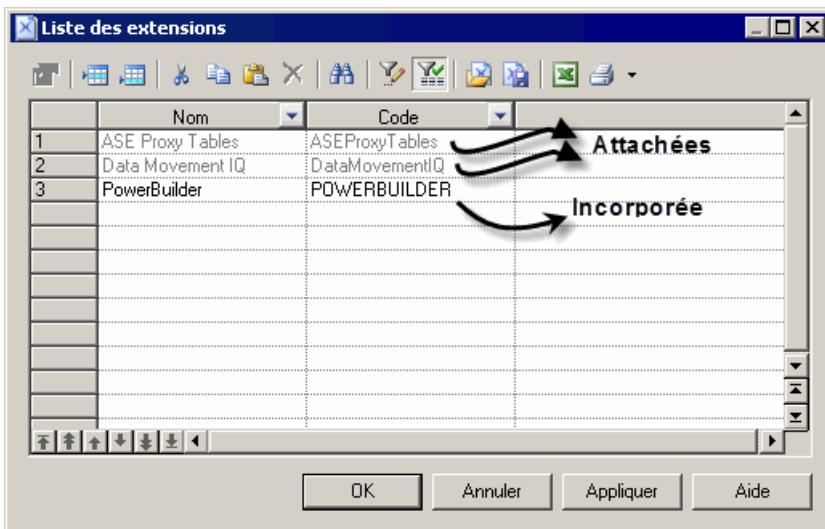 Liste des extensions
Nom Code
1 ASE Proxy Tables ASEProxyTables Attachées
2 Data Movement IQ DataMovementIQ
3 PowerBuilder POWERBUILDER
Incorporée
OK Annuler Appliquer Aide